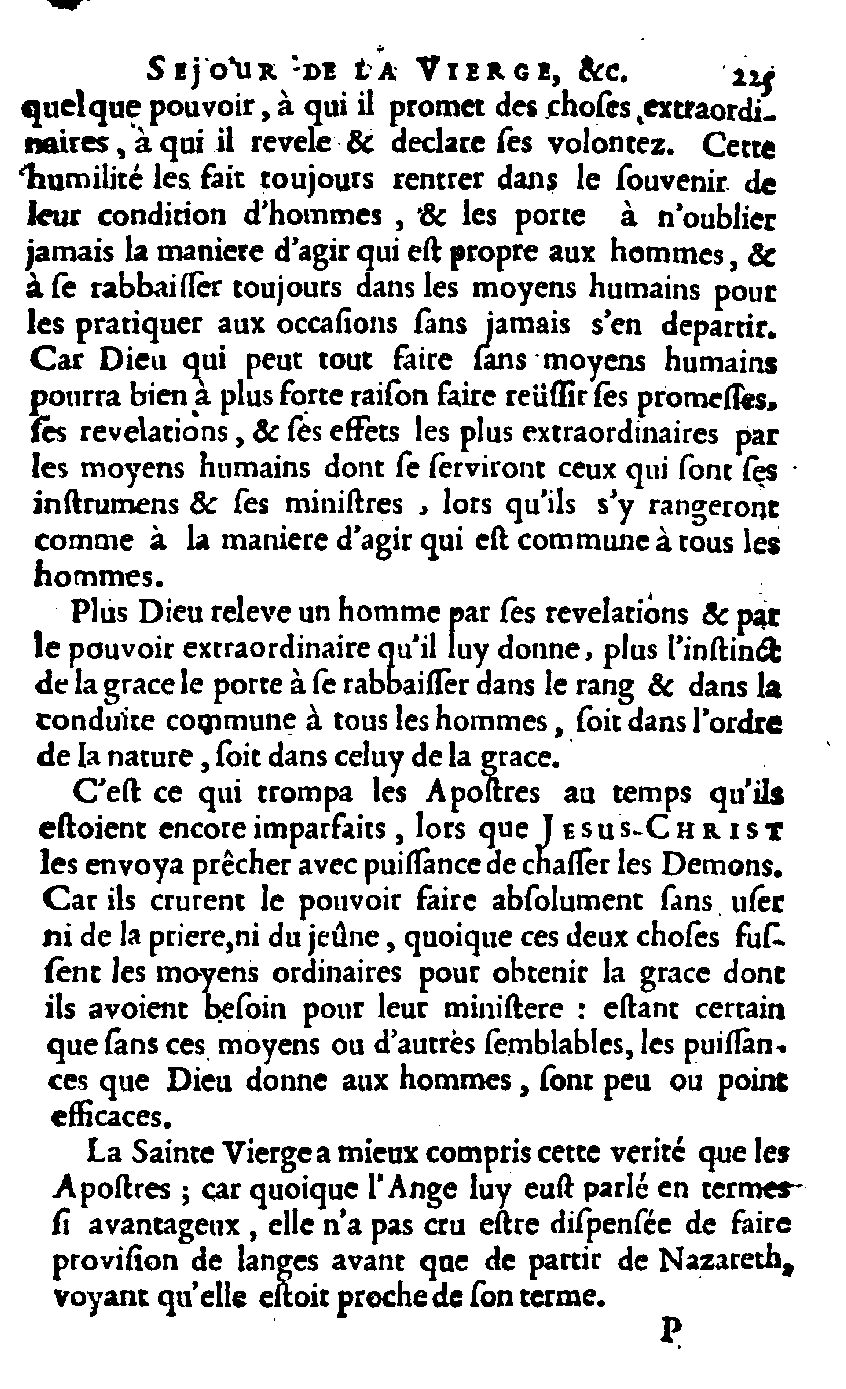 SEJOUR DE LA VIERGE, &c. 225
quelque pouvoir, à qui il promet des choſes extraordi-
naires, à qui il revele & declare ſes volontez. Cette
humilité les fait toujours rentrer dans le ſouvenir de
leur condition d'hommes, & les porte à n'oublier
jamais la maniere d'agir qui eſt propre aux hommes, &
à ſe rabbaiſſer toujours dans les moyens humains pour
les pratiquer aux occaſions ſans jamais s'en departir.
Car Dieu qui peut tout faire ſans moyens humains
pourra bien à plus forte raiſon faire reüſſir ſes promeſſes,
ſes revelations, & ſes effets les plus extraordinaires par
les moyens humains dont ſe ſerviront ceux qui ſont ſes
inſtrumens & ſes miniſtres, lors qu'ils s'y rangeront
comme à la maniere d'agir qui eſt commune à tous les
hommes.
Plus Dieu releve un homme par ſes revelations & par
le pouvoir extraordinaire qu'il luy donne, plus l'inſtinct
de la grace le porte à ſe rabbaiſſer dans le rang & dans la
conduite commune à tous les hommes, ſoit dans l'ordre
de la nature, ſoit dans celuy de la grace.
C'eſt ce qui trompa les Apoſtres au temps qu'ils
eſtoient encore imparfaits, lors que JESUS-CHRIST
les envoya prêcher avec puiſſance de chaſſer les Demons.
Car ils crurent le pouvoir faire abſolument ſans uſer
ni de la priere, ni du jeûne, quoique ces deux choſes fuſ-
ſent les moyens ordinaires pour obtenir la grace dont
ils avoient beſoin pour leur miniſtere : eſtant certain
que ſans ces moyens ou d'autres ſemblables, les puiſſan-
ces que Dieu donne aux hommes, ſont peu ou point
efficaces.
La Sainte Vierge a mieux compris cette verité que les
Apoſtres ; car quoique l'Ange luy euſt parlé en termes
ſi avantageux, elle n'a pas cru eſtre diſpenſée de faire
proviſion de langes avant que de partir de Nazareth,
voyant qu'elle eſtoit proche de ſon terme.
P